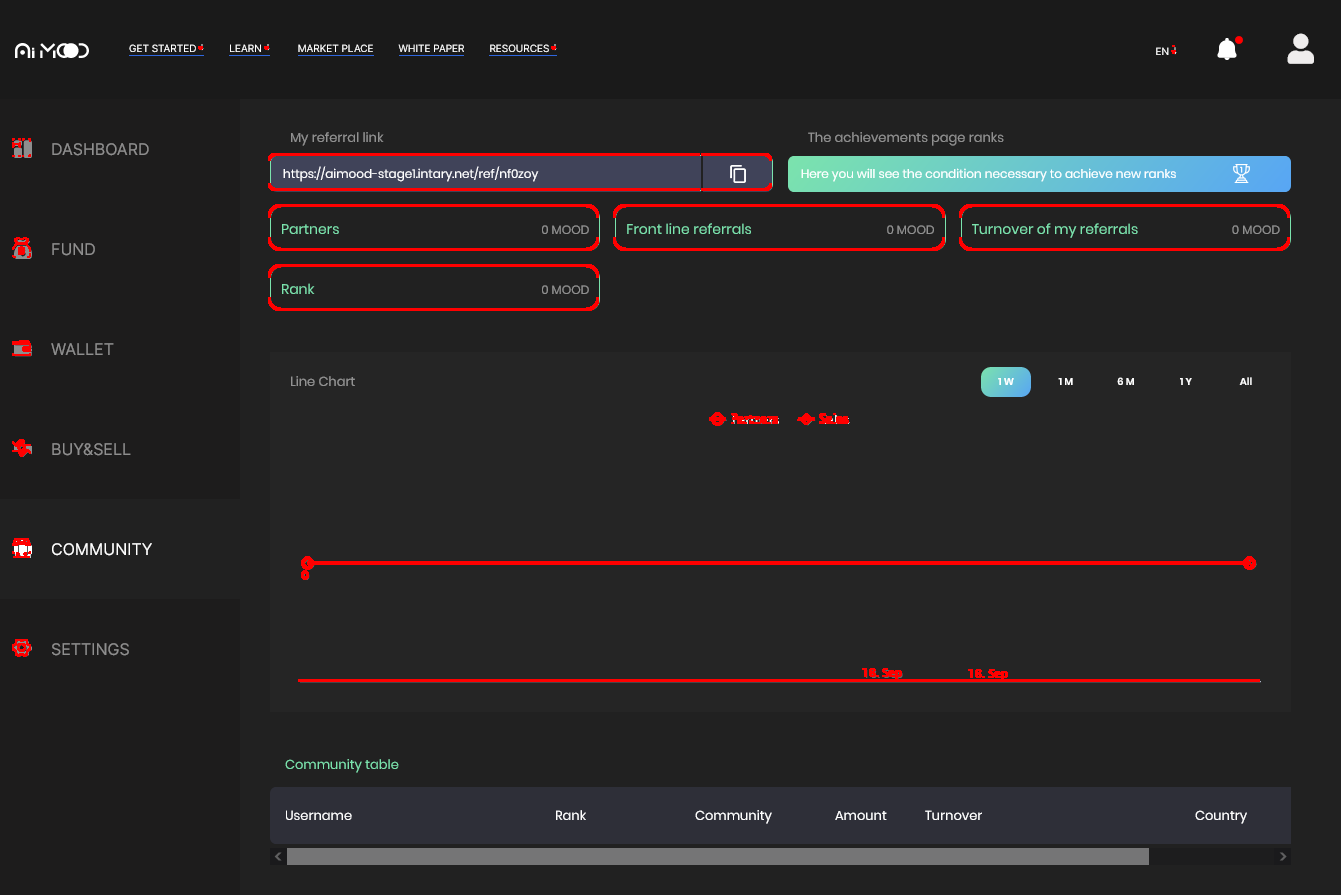 Ai MOOD
GET STARTED LEARN MARKET PLACE WHITE PAPER RESOURCES EN
DASHBOARD
FUND
WALLET
BUY&SELL
COMMUNITY
SETTINGS
My referral link
https://aimood-stage1.intary.net/ref/nf0zoy
The achievements page ranks
Here you will see the condition necessary to achieve new ranks
Partners 0 MOOD
Front line referrals 0 MOOD
Turnover of my referrals 0 MOOD
Rank 0 MOOD
Line Chart
1 W 1 M 6 M 1 Y All
Partners Sales
0
Sep Sep
Community table
Username Rank Community Amount Turnover Country